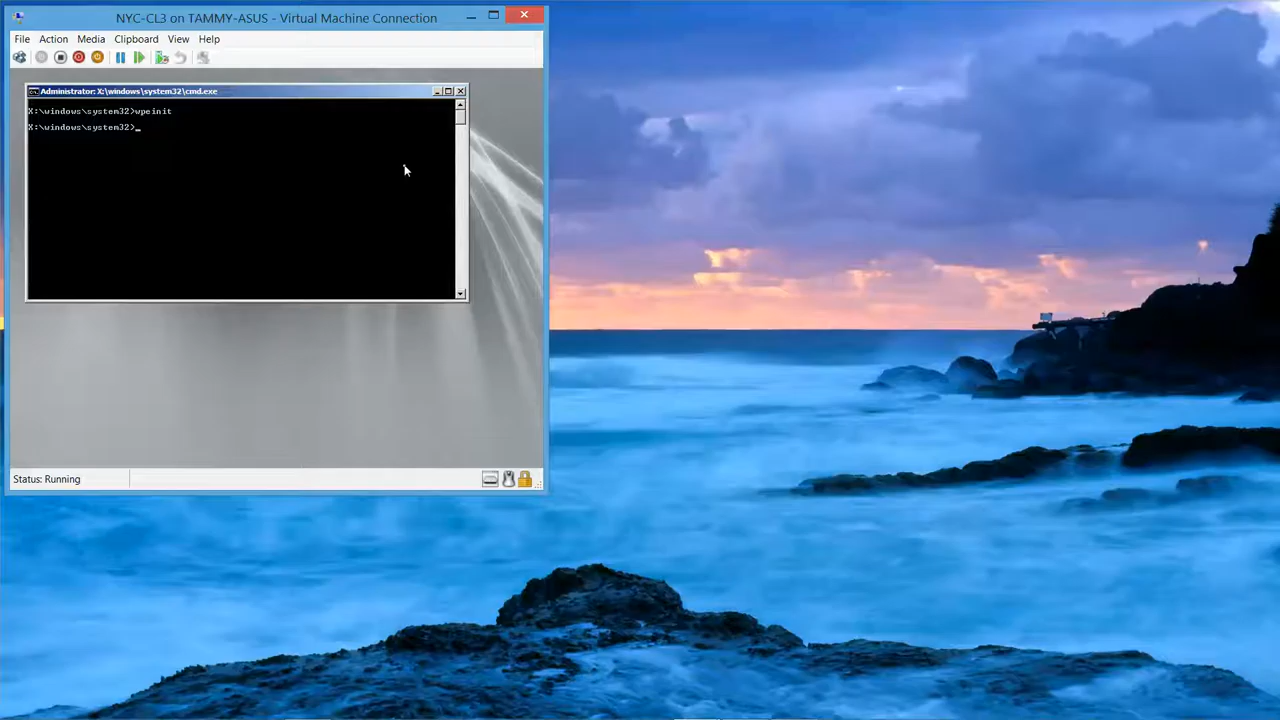 NYC-CL3 on TAMMY-ASUS - Virtual Machine Connection
File Action Media Clipboard View Help
Administrator: X:\windows\system32\cmd.exe
X:\windows\system32>wpeinit
X:\windows\system32>_
Status: Running